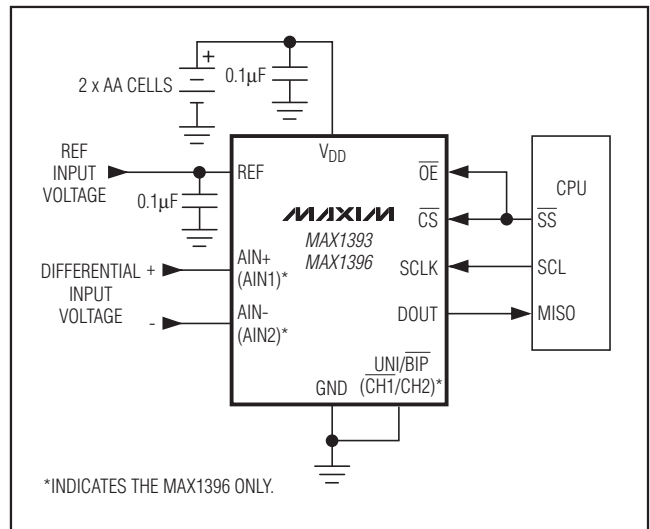 +
2 x AA CELLS
0.1µF
REF
INPUT
VOLTAGE
0.1µF
DIFFERENTIAL +
INPUT
VOLTAGE
-
VDD
REF
OE
CS
MAXIM
MAX1393
MAX1396
AIN+
(AIN1)*
SCLK
AIN-
(AIN2)*
DOUT
UNI/BIP
(CH1/CH2)*
GND
CPU
SS
SCL
MISO
*INDICATES THE MAX1396 ONLY.